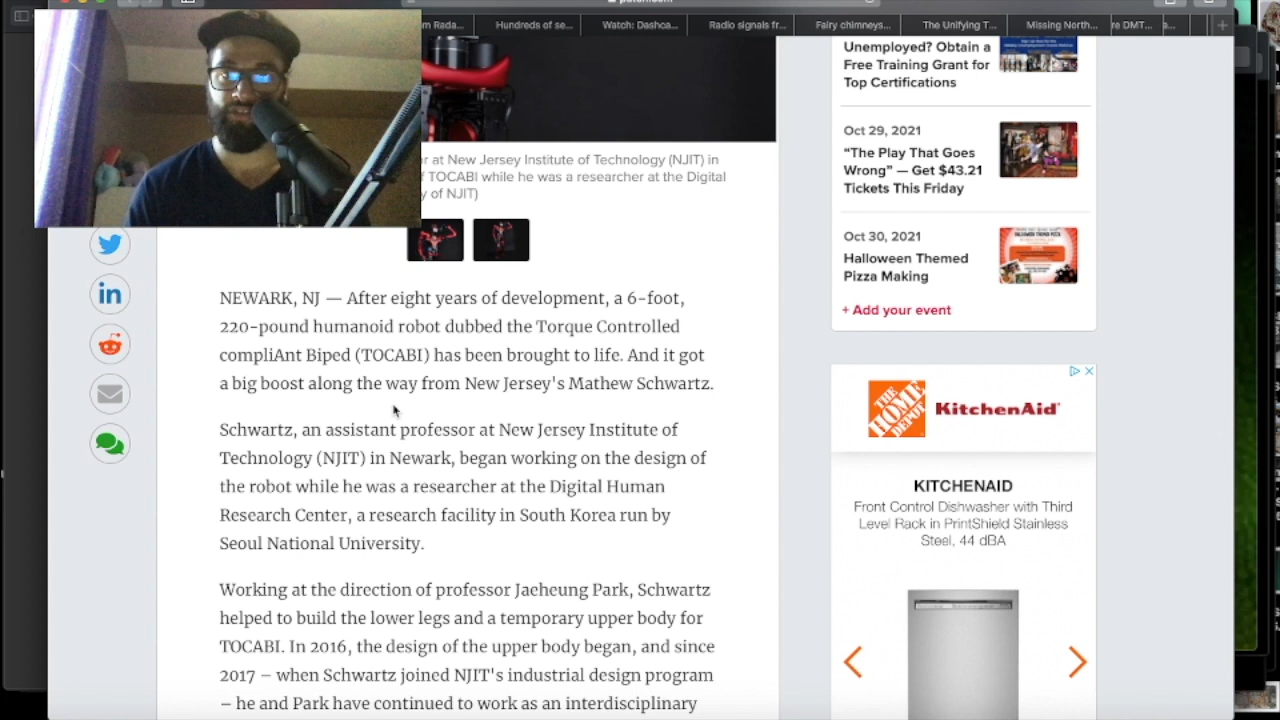 m Rada...
Hundreds of se...
Watch: Dashca...
Radio signals fr...
Fairy chimneys...
The Unifying T...
Missing North...
re DMT...
r at New Jersey Institute of Technology (NJIT) in
f TOCABI while he was a researcher at the Digital
y of NJIT)
NEWARK, NJ — After eight years of development, a 6-foot,
220-pound humanoid robot dubbed the Torque Controlled
compliAnt Biped (TOCABI) has been brought to life. And it got
a big boost along the way from New Jersey's Mathew Schwartz.
Schwartz, an assistant professor at New Jersey Institute of
Technology (NJIT) in Newark, began working on the design of
the robot while he was a researcher at the Digital Human
Research Center, a research facility in South Korea run by
Seoul National University.
Working at the direction of professor Jaeheung Park, Schwartz
helped to build the lower legs and a temporary upper body for
TOCABI. In 2016, the design of the upper body began, and since
2017 – when Schwartz joined NJIT's industrial design program
– he and Park have continued to work as an interdisciplinary
Unemployed? Obtain a
Free Training Grant for
Top Certifications
Oct 29, 2021
“The Play That Goes
Wrong” — Get $43.21
Tickets This Friday
Oct 30, 2021
Halloween Themed
Pizza Making
+ Add your event
THE HOME DEPOT
KitchenAid
KITCHENAID
Front Control Dishwasher with Third
Level Rack in PrintShield Stainless
Steel, 44 dBA